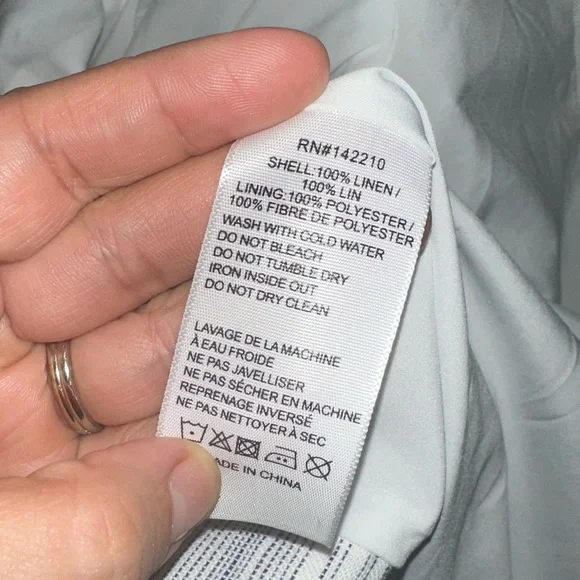 RN#142210
SHELL:100% LINEN /
100% LIN
LINING:100% POLYESTER /
100% FIBRE DE POLYESTER
WASH WITH COLD WATER
DO NOT BLEACH
DO NOT TUMBLE DRY
IRON INSIDE OUT
DO NOT DRY CLEAN
LAVAGE DE LA MACHINE
À EAU FROIDE
NE PAS JAVELLISER
NE PAS SÉCHER EN MACHINE
REPRENAGE INVERSÉ
NE PAS NETTOYER À SEC
MADE IN CHINA